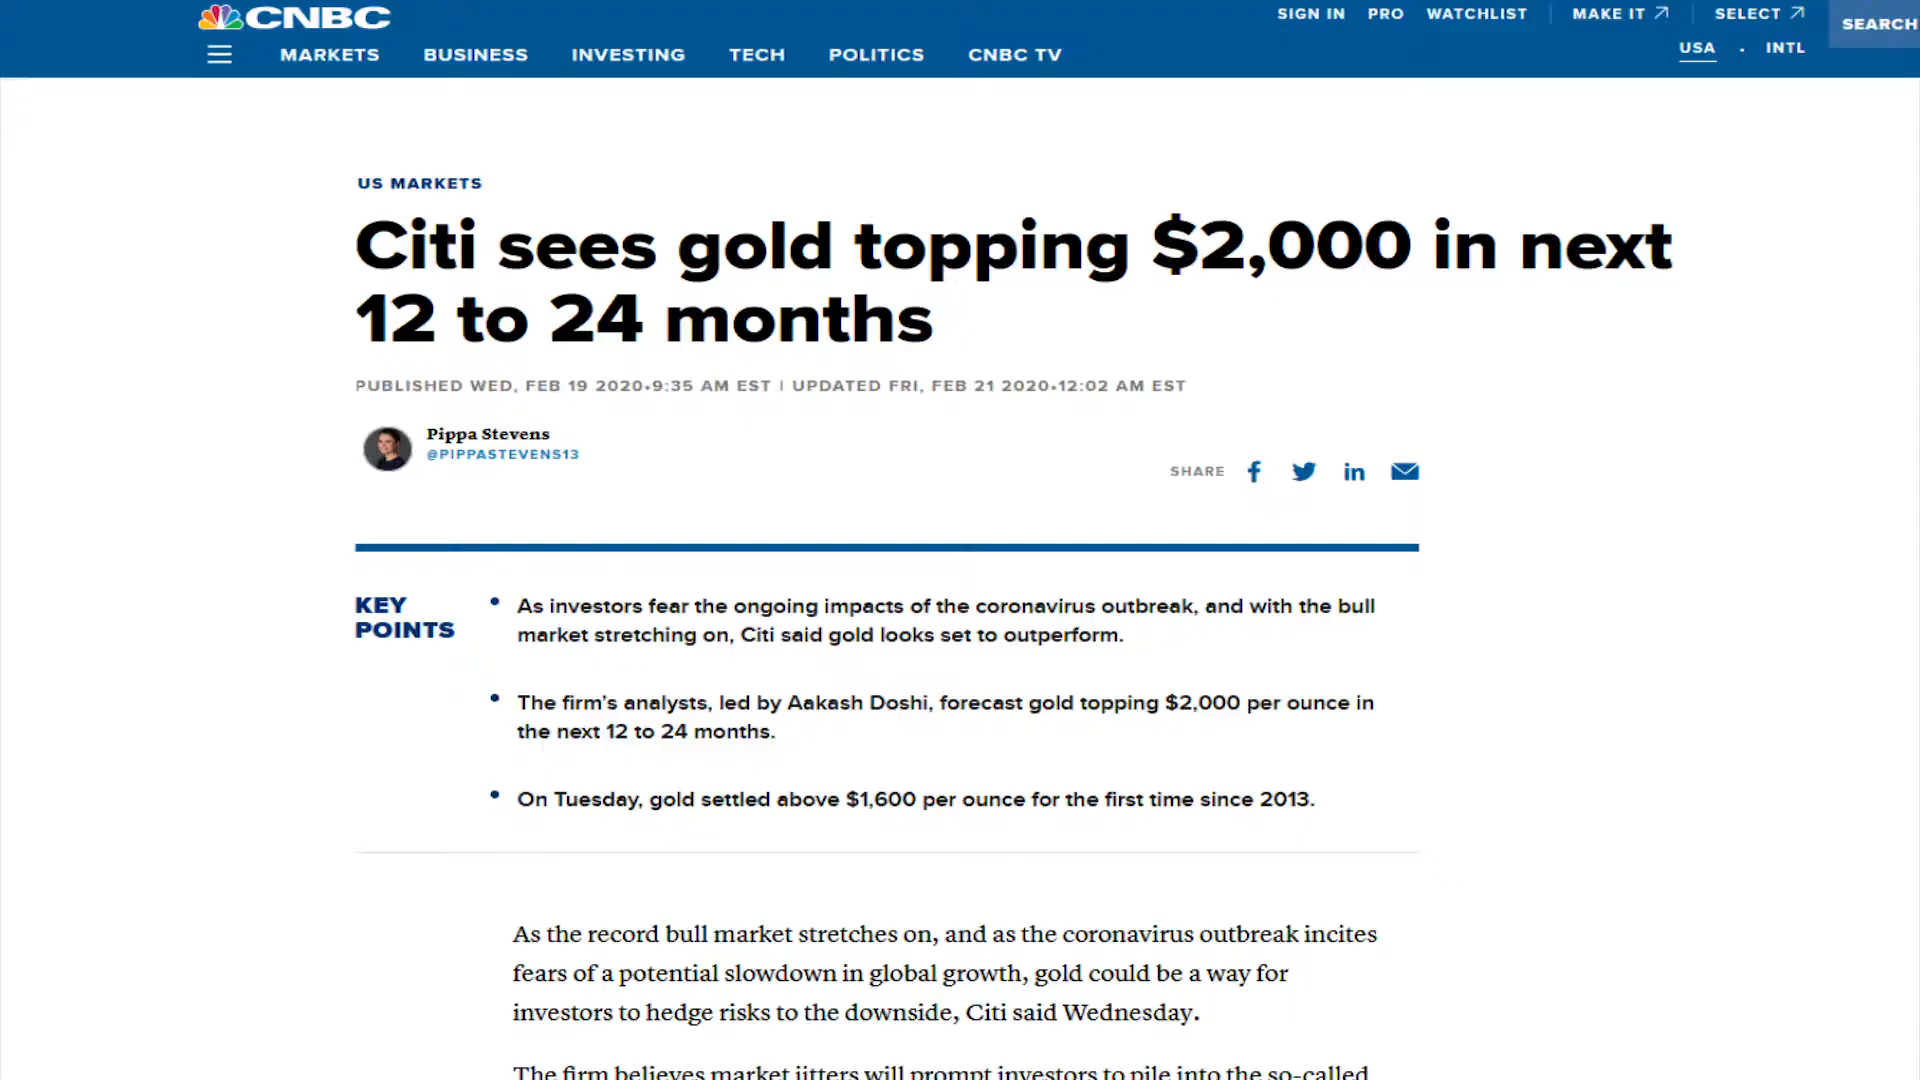 CNBC
SIGN IN PRO WATCHLIST MAKE IT SELECT
SEARCH
USA . INTL
MARKETS BUSINESS INVESTING TECH POLITICS CNBC TV
US MARKETS
Citi sees gold topping $2,000 in next
12 to 24 months
PUBLISHED WED, FEB 19 2020•9:35 AM EST | UPDATED FRI, FEB 21 2020•12:02 AM EST
Pippa Stevens
@PIPPASTEVENS13
SHARE
KEY
POINTS
• As investors fear the ongoing impacts of the coronavirus outbreak, and with the bull
market stretching on, Citi said gold looks set to outperform.
• The firm's analysts, led by Aakash Doshi, forecast gold topping $2,000 per ounce in
the next 12 to 24 months.
• On Tuesday, gold settled above $1,600 per ounce for the first time since 2013.
As the record bull market stretches on, and as the coronavirus outbreak incites
fears of a potential slowdown in global growth, gold could be a way for
investors to hedge risks to the downside, Citi said Wednesday.
The firm believes market jitters will prompt investors to pile into the so-called